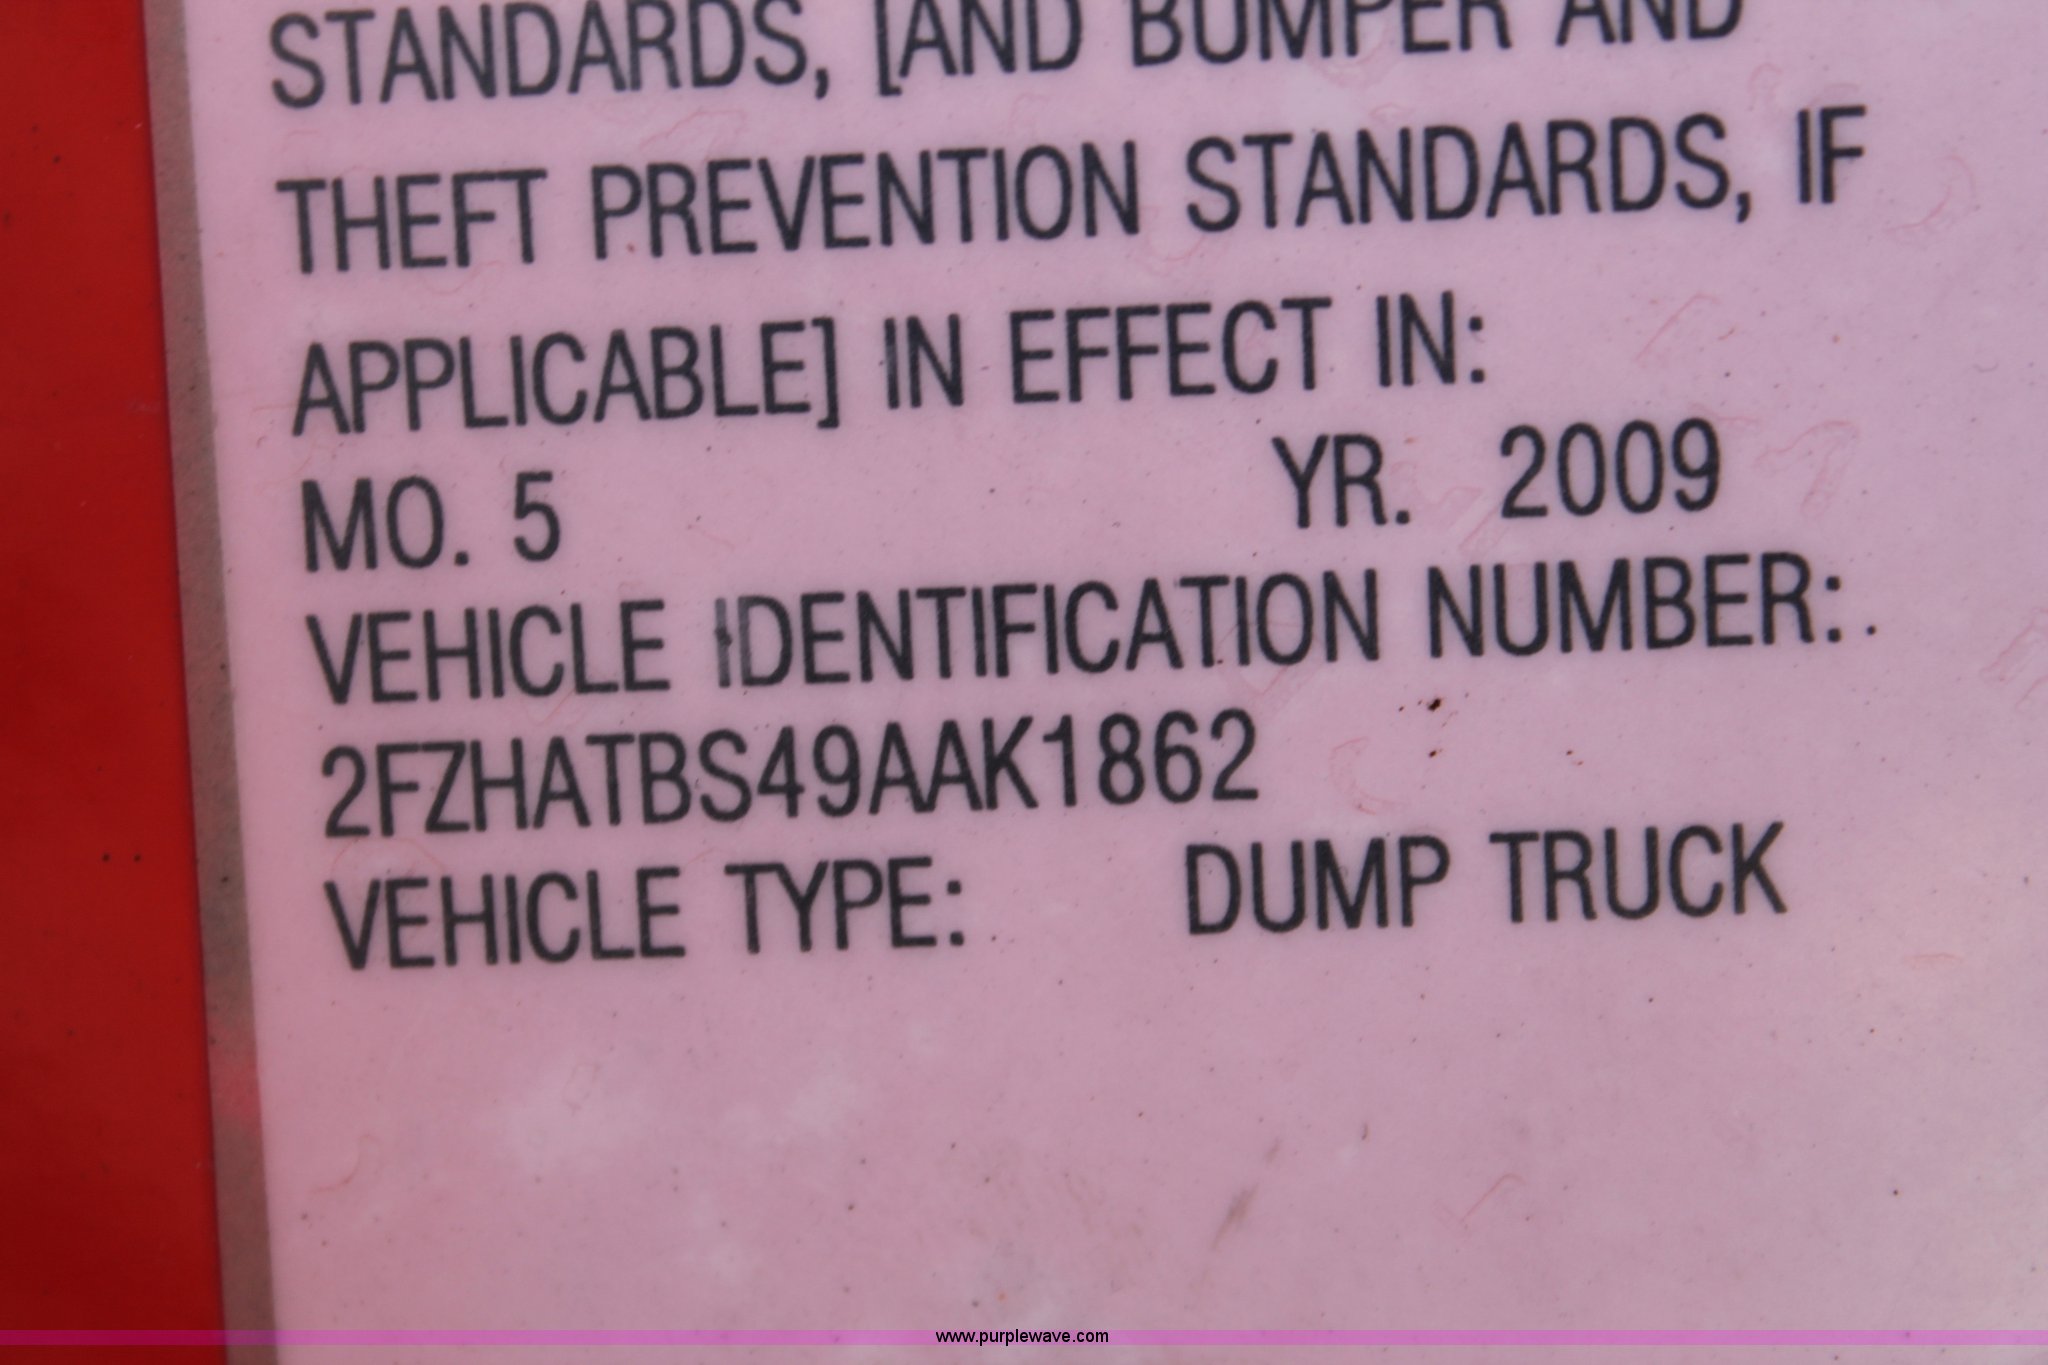 STANDARDS, [AND BUMPER AND
THEFT PREVENTION STANDARDS, IF
APPLICABLE] IN EFFECT IN:
MO. 5 YR. 2009
VEHICLE IDENTIFICATION NUMBER:
2FZHATBS49AAK1862
VEHICLE TYPE: DUMP TRUCK
www.purplewave.com